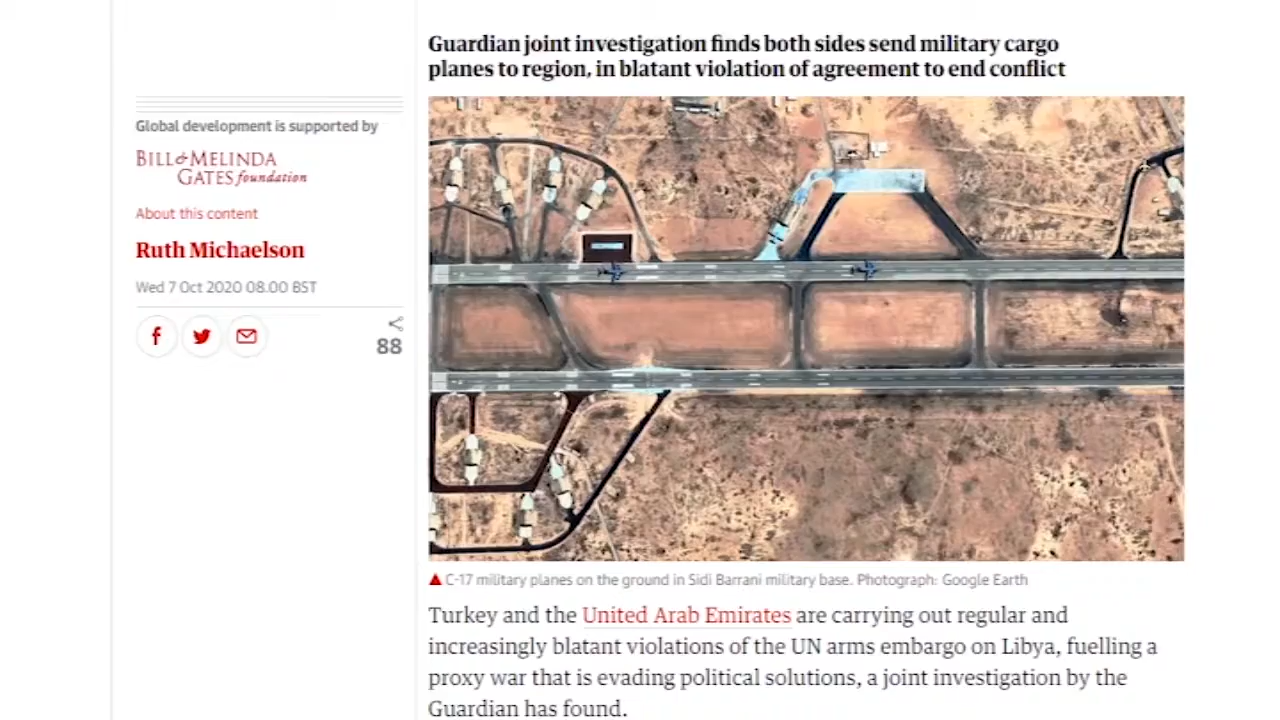 Guardian joint investigation finds both sides send military cargo
planes to region, in blatant violation of agreement to end conflict
Global development is supported by
BILL & MELINDA
GATES foundation
About this content
Ruth Michaelson
Wed 7 Oct 2020 08.00 BST
88
C-17 military planes on the ground in Sidi Barrani military base. Photograph: Google Earth
Turkey and the United Arab Emirates are carrying out regular and
increasingly blatant violations of the UN arms embargo on Libya, fuelling a
proxy war that is evading political solutions, a joint investigation by the
Guardian has found.